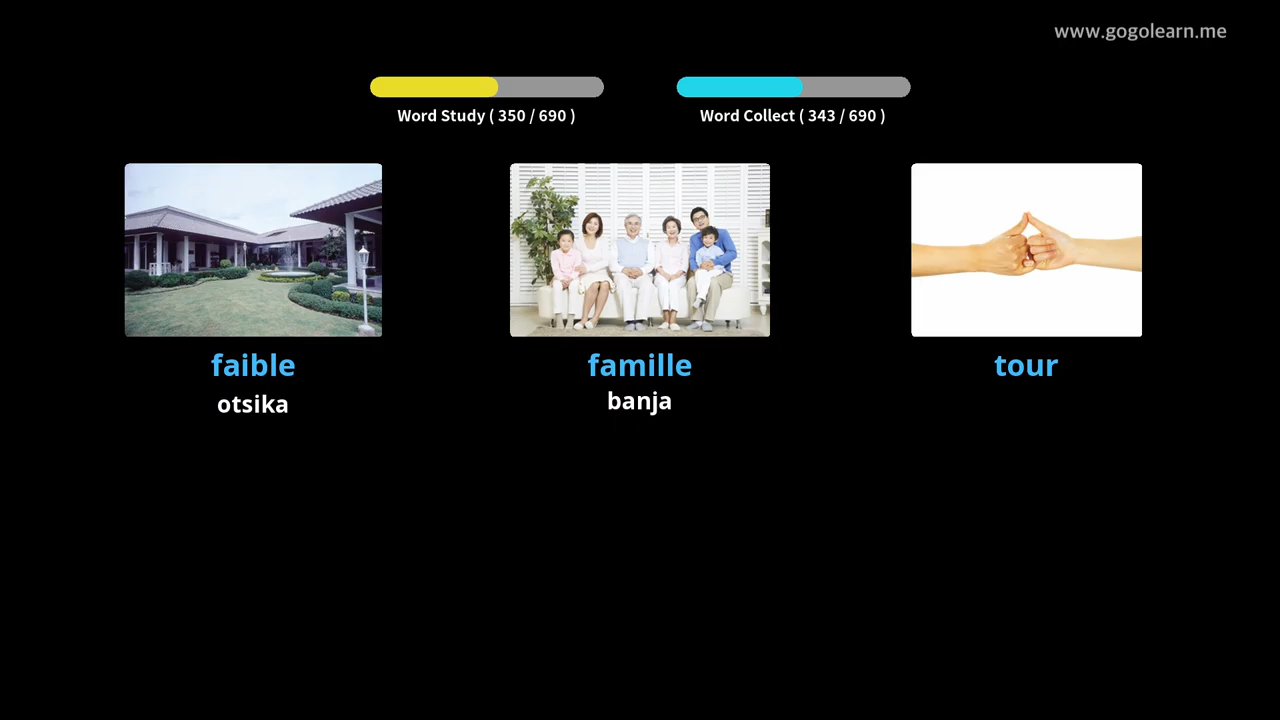 www.gogolearn.me
Word Study ( 350 / 690 )
Word Collect ( 343 / 690 )
faible
otsika
famille
banja
tour